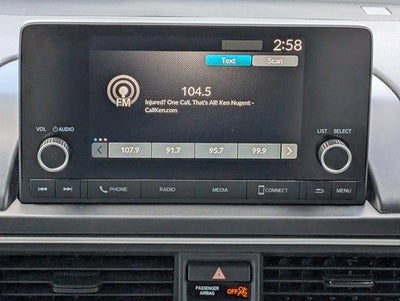 2:58
Text Scan
FM
104.5
Injured? One Call, That's All! Ken Nugent -
CallKen.com
VOL AUDIO
LIST SELECT
107.9 91.7 95.7 99.9
PHONE RADIO MEDIA CONNECT MENU
PASSENGER
AIRBAG OFF